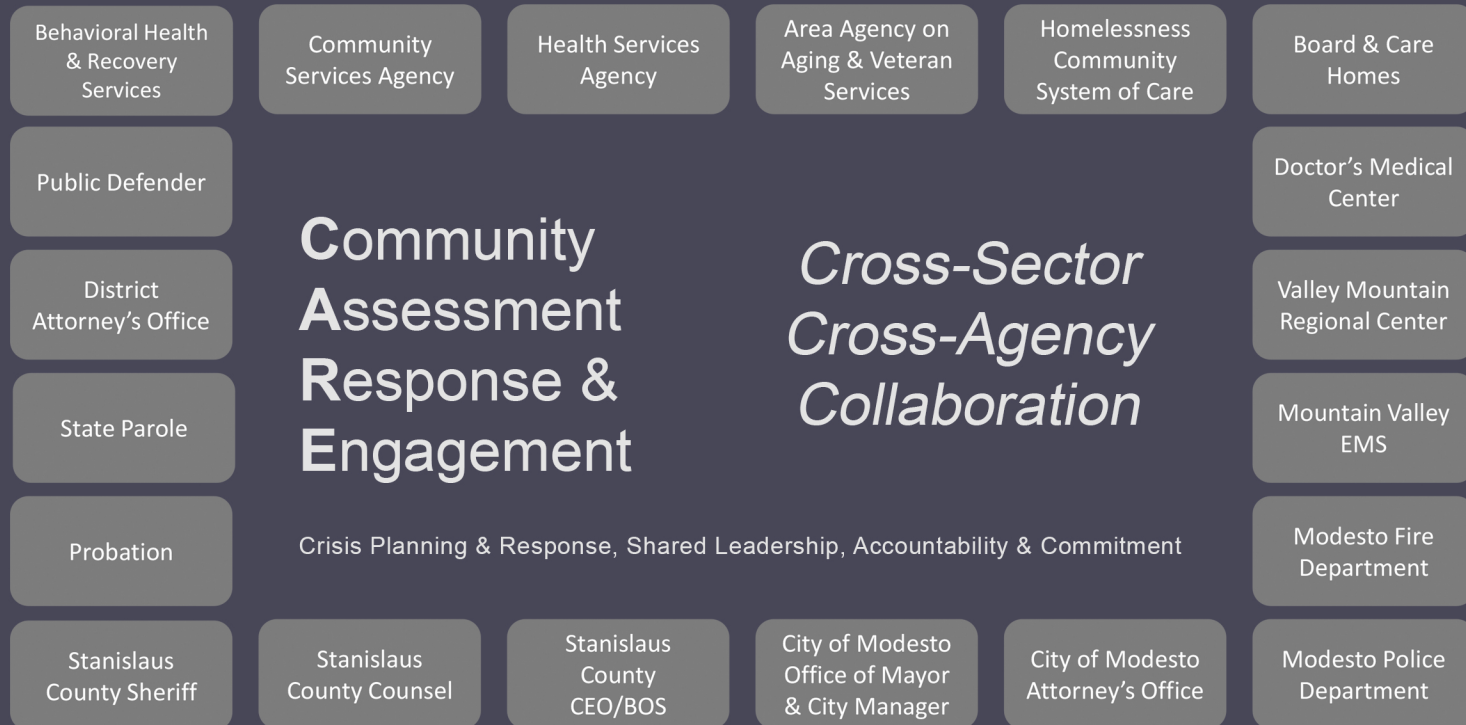 Behavioral Health
& Recovery
Services
Community
Services Agency
Health Services
Agency
Area Agency on
Aging & Veteran
Services
Homelessness
Community
System of Care
Board & Care
Homes
Public Defender
District
Attorney's Office
State Parole
Probation
Community
Assessment
Response &
Engagement
Cross-Sector
Cross-Agency
Collaboration
Crisis Planning & Response, Shared Leadership, Accountability & Commitment
Doctor's Medical
Center
Valley Mountain
Regional Center
Mountain Valley
EMS
Modesto Fire
Department
Stanislaus
County Sheriff
Stanislaus
County Counsel
Stanislaus
County
CEO/BOS
City of Modesto
Office of Mayor
& City Manager
City of Modesto
Attorney's Office
Modesto Police
Department